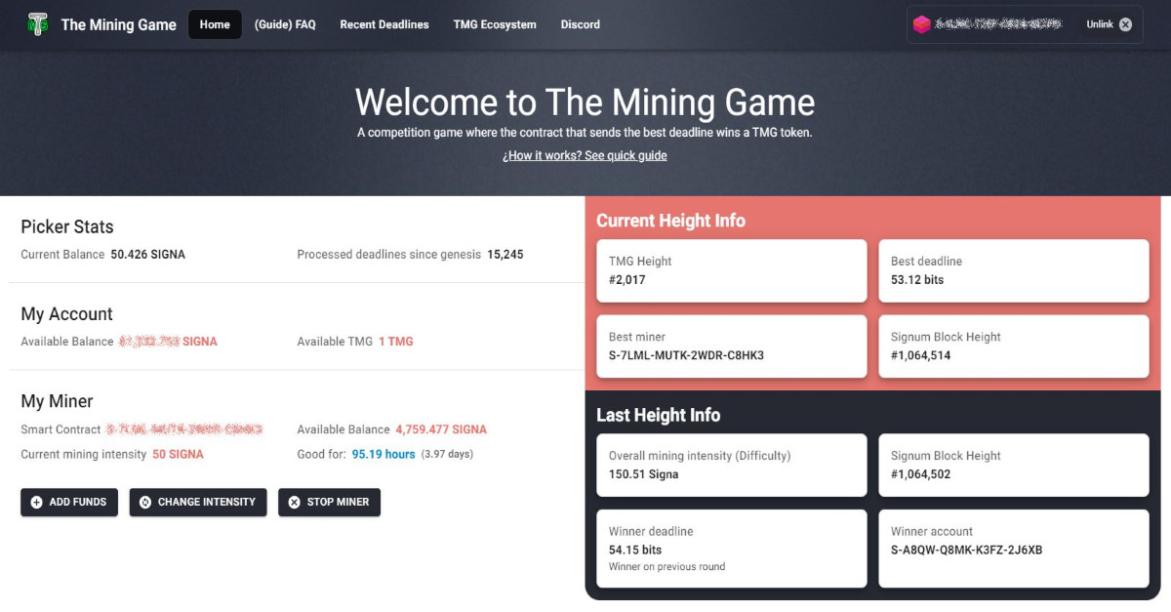 The Mining Game
Home
(Guide) FAQ
Recent Deadlines
TMG Ecosystem
Discord
Unlink
Welcome to The Mining Game
A competition game where the contract that sends the best deadline wins a TMG token.
¿How it works? See quick guide
Picker Stats
Current Balance 50.426 SIGNA
Processed deadlines since genesis 15,245
My Account
Available Balance SIGNA
Available TMG 1 TMG
My Miner
Smart Contract
Available Balance 4,759.477 SIGNA
Current mining intensity 50 SIGNA
Good for: 95.19 hours (3.97 days)
ADD FUNDS
CHANGE INTENSITY
STOP MINER
Current Height Info
TMG Height
#2,017
Best deadline
53.12 bits
Best miner
S-7LML-MUTK-2WDR-C8HK3
Signum Block Height
#1,064,514
Last Height Info
Overall mining intensity (Difficulty)
150.51 Signa
Signum Block Height
#1,064,502
Winner deadline
54.15 bits
Winner on previous round
Winner account
S-A8QW-Q8MK-K3FZ-2J6XB